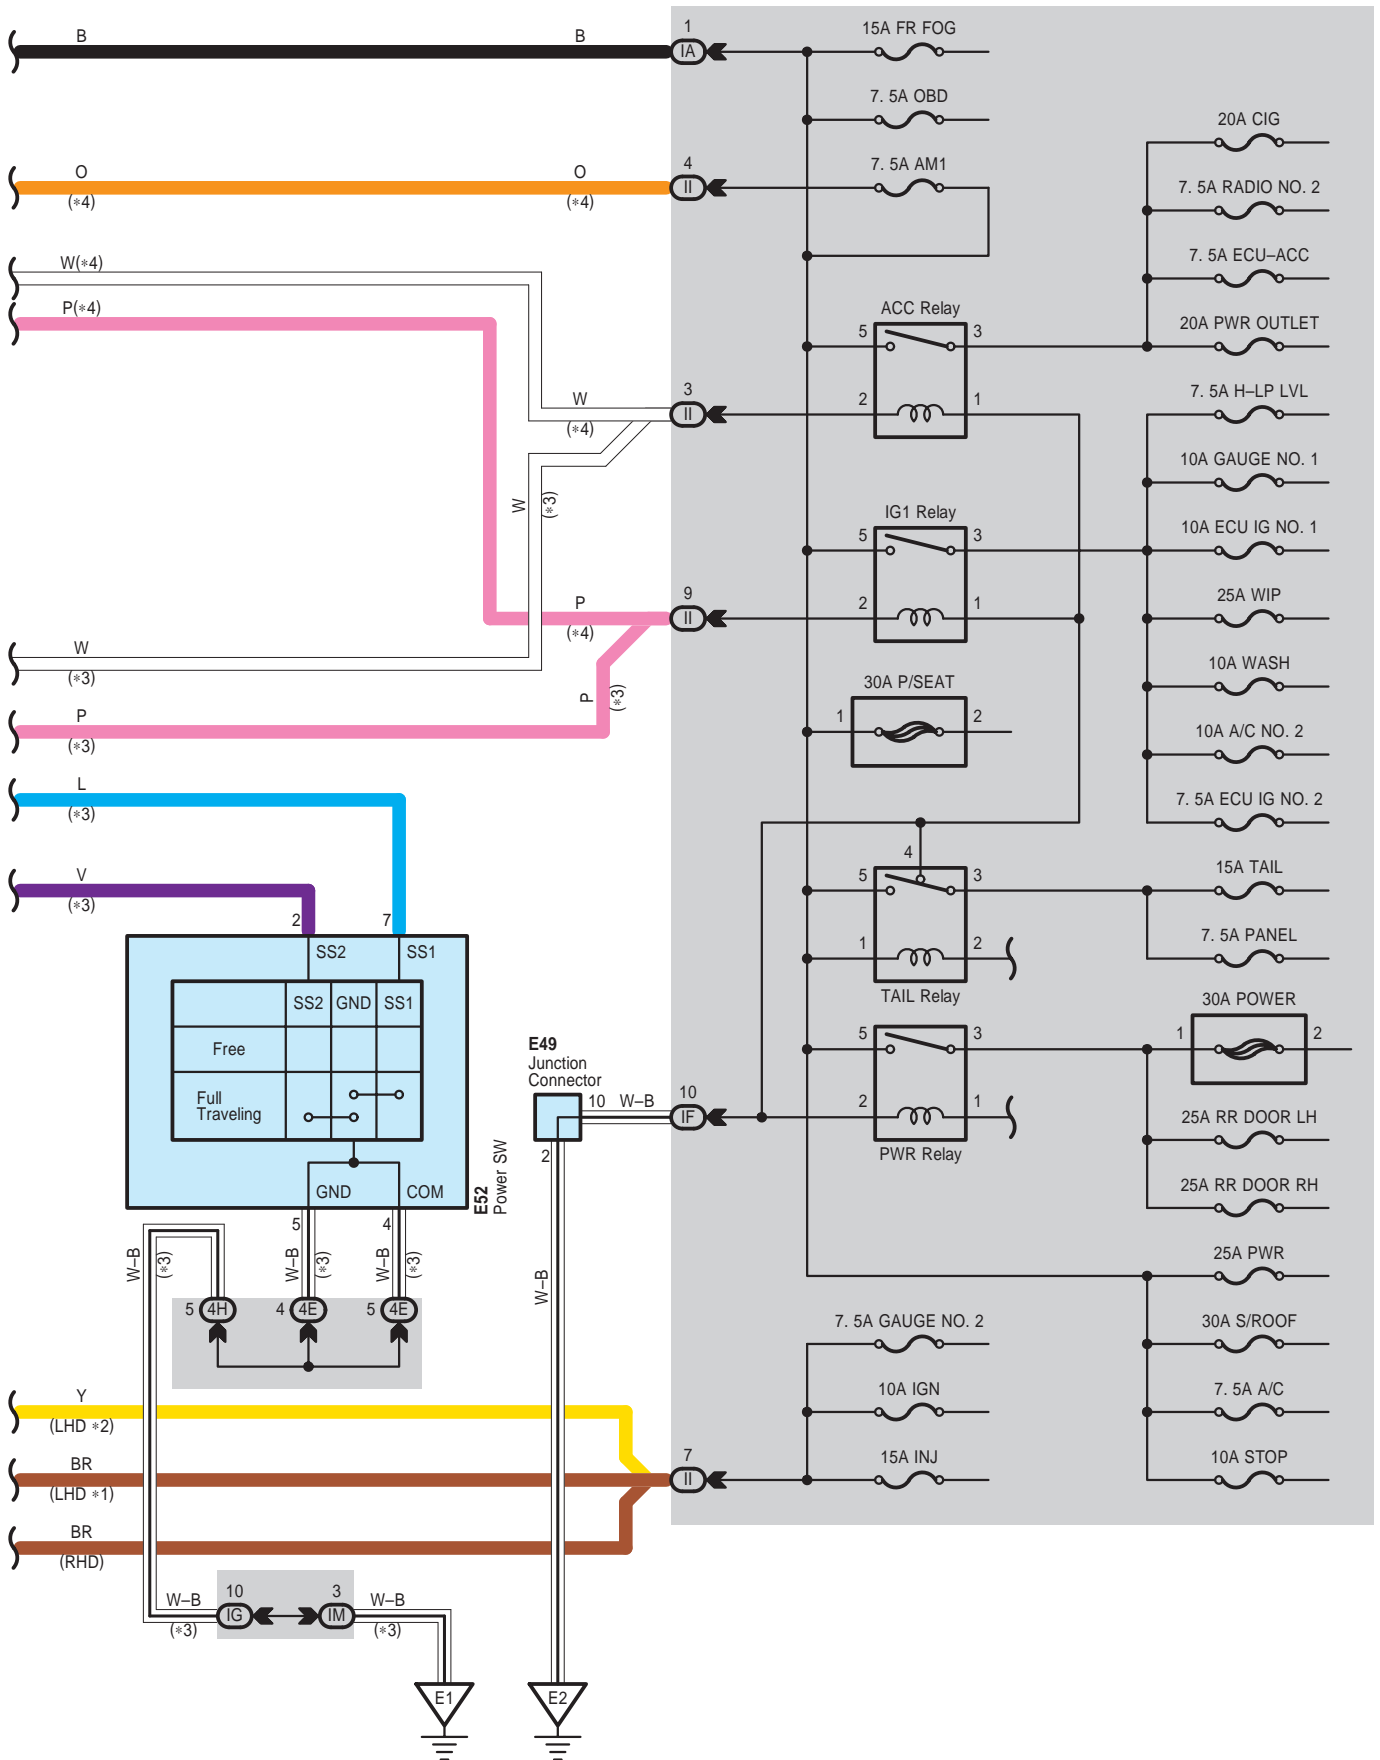 B
B
1
IA
15A FR FOG
7. 5A OBD
20A CIG
O
(*4)
O
(*4)
4
II
7. 5A AM1
7. 5A RADIO NO. 2
W(*4)
7. 5A ECU–ACC
P(*4)
ACC Relay
5
3
2
1
20A PWR OUTLET
W
(*4)
3
II
7. 5A H–LP LVL
10A GAUGE NO. 1
W
(*3)
IG1 Relay
5
3
2
1
10A ECU IG NO. 1
P
(*4)
9
II
25A WIP
W
(*3)
P
(*3)
30A P/SEAT
1
2
10A WASH
P
(*3)
10A A/C NO. 2
L
(*3)
7. 5A ECU IG NO. 2
V
(*3)
4
5
3
1
2
TAIL Relay
15A TAIL
7. 5A PANEL
2
7
SS2
SS1
SS2
GND
SS1
Free
Full
Traveling
GND
COM
E52
Power SW
E49
Junction
Connector
10
W–B
2
10
IF
5
3
2
1
PWR Relay
30A POWER
1
2
25A RR DOOR LH
25A RR DOOR RH
5
4
W–B
(*3)
W–B
(*3)
W–B
(*3)
W–B
25A PWR
5
4H
4
4E
5
4E
7. 5A GAUGE NO. 2
30A S/ROOF
Y
(LHD *2)
10A IGN
7. 5A A/C
BR
(LHD *1)
7
II
15A INJ
10A STOP
BR
(RHD)
W–B
(*3)
10
IG
3
IM
W–B
(*3)
E1
E2